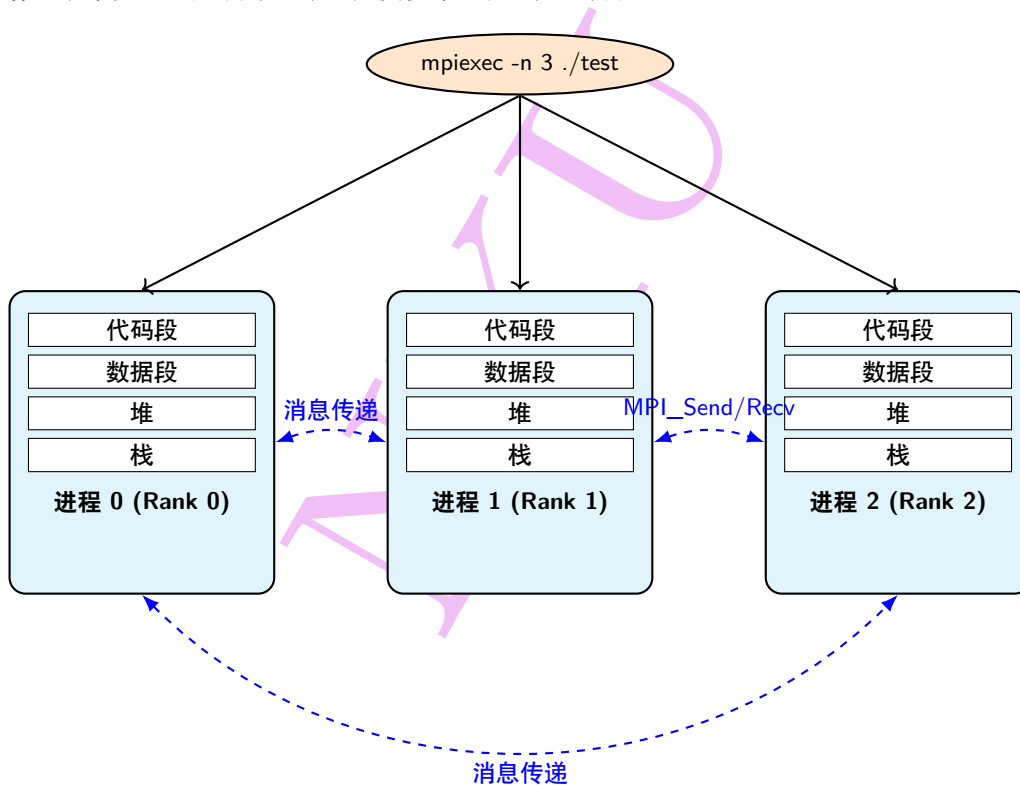 mpiexec -n 3 ./test
代码段
数据段
堆
栈
进程 0 (Rank 0)
消息传递
代码段
数据段
堆
栈
进程 1 (Rank 1)
MPI_Send/Recv
代码段
数据段
堆
栈
进程 2 (Rank 2)
消息传递